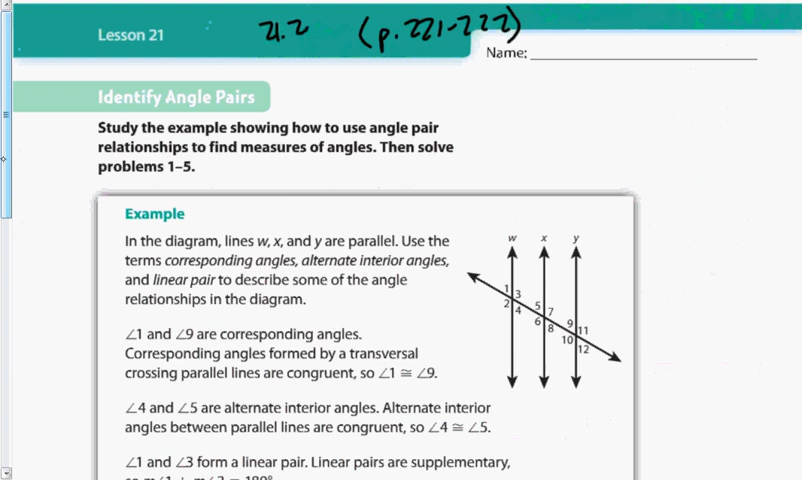 Lesson 21
21.2 (p. 221-222)
Name:
Identify Angle Pairs
Study the example showing how to use angle pair
relationships to find measures of angles. Then solve
problems 1–5.
Example
In the diagram, lines w, x, and y are parallel. Use the
terms corresponding angles, alternate interior angles,
and linear pair to describe some of the angle
relationships in the diagram.
∠1 and ∠9 are corresponding angles.
Corresponding angles formed by a transversal
crossing parallel lines are congruent, so ∠1 ≅ ∠9.
∠4 and ∠5 are alternate interior angles. Alternate interior
angles between parallel lines are congruent, so ∠4 ≅ ∠5.
∠1 and ∠3 form a linear pair. Linear pairs are supplementary,
w x y
1 3
2 4
5 7
6 8
9 11
10 12